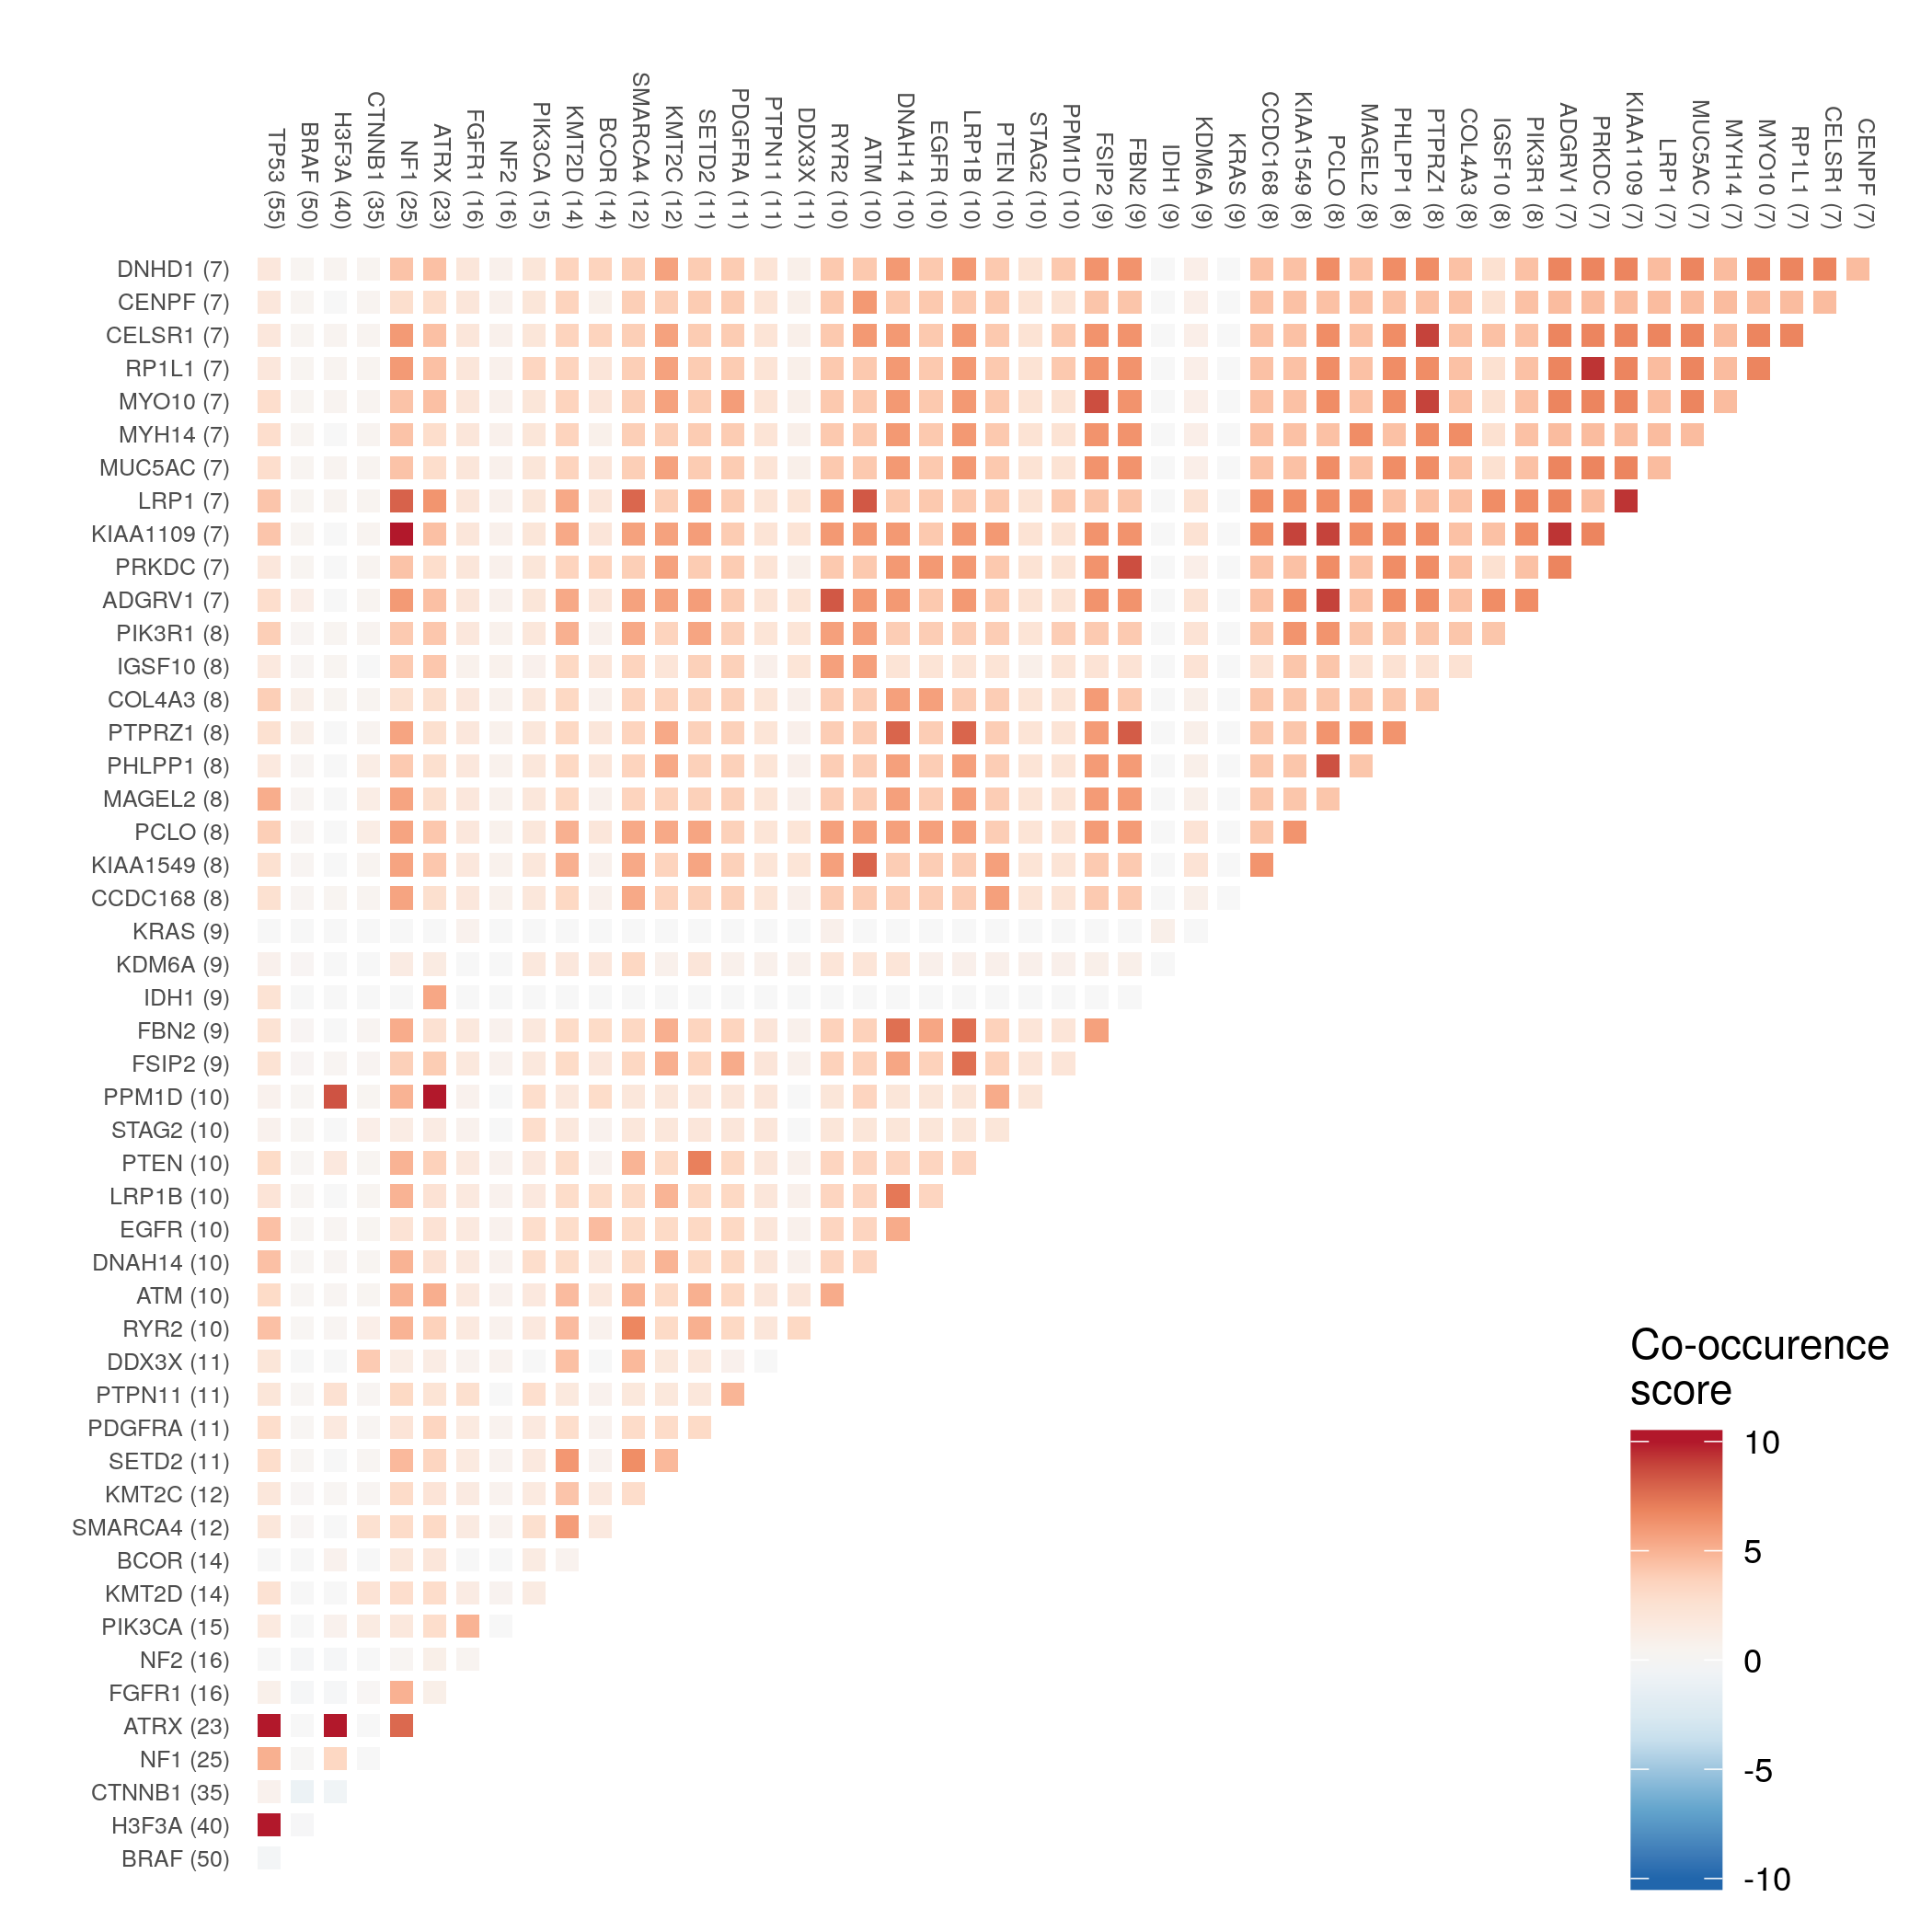 TP53 (55)
BRAF (50)
H3F3A (40)
CTNNB1 (35)
NF1 (25)
ATRX (23)
FGFR1 (16)
NF2 (16)
PIK3CA (15)
KMT2D (14)
BCOR (14)
SMARCA4 (12)
KMT2C (12)
SETD2 (11)
PDGFRA (11)
PTPN11 (11)
DDX3X (11)
RYR2 (10)
ATM (10)
DNAH14 (10)
EGFR (10)
LRP1B (10)
PTEN (10)
STAG2 (10)
PPM1D (10)
FSIP2 (9)
FBN2 (9)
IDH1 (9)
KDM6A (9)
KRAS (9)
CCDC168 (8)
KIAA1549 (8)
PCLO (8)
MAGEL2 (8)
PHLPP1 (8)
PTPRZ1 (8)
COL4A3 (8)
IGSF10 (8)
PIK3R1 (8)
ADGRV1 (7)
PRKDC (7)
KIAA1109 (7)
LRP1 (7)
MUC5AC (7)
MYH14 (7)
MYO10 (7)
RP1L1 (7)
CELSR1 (7)
CENPF (7)
DNHD1 (7)
CENPF (7)
CELSR1 (7)
RP1L1 (7)
MYO10 (7)
MYH14 (7)
MUC5AC (7)
LRP1 (7)
KIAA1109 (7)
PRKDC (7)
ADGRV1 (7)
PIK3R1 (8)
IGSF10 (8)
COL4A3 (8)
PTPRZ1 (8)
PHLPP1 (8)
MAGEL2 (8)
PCLO (8)
KIAA1549 (8)
CCDC168 (8)
KRAS (9)
KDM6A (9)
IDH1 (9)
FBN2 (9)
FSIP2 (9)
PPM1D (10)
STAG2 (10)
PTEN (10)
LRP1B (10)
EGFR (10)
DNAH14 (10)
ATM (10)
RYR2 (10)
DDX3X (11)
PTPN11 (11)
PDGFRA (11)
SETD2 (11)
KMT2C (12)
SMARCA4 (12)
BCOR (14)
KMT2D (14)
PIK3CA (15)
NF2 (16)
FGFR1 (16)
ATRX (23)
NF1 (25)
CTNNB1 (35)
H3F3A (40)
BRAF (50)
Co-occurence
score
10
5
0
-5
-10